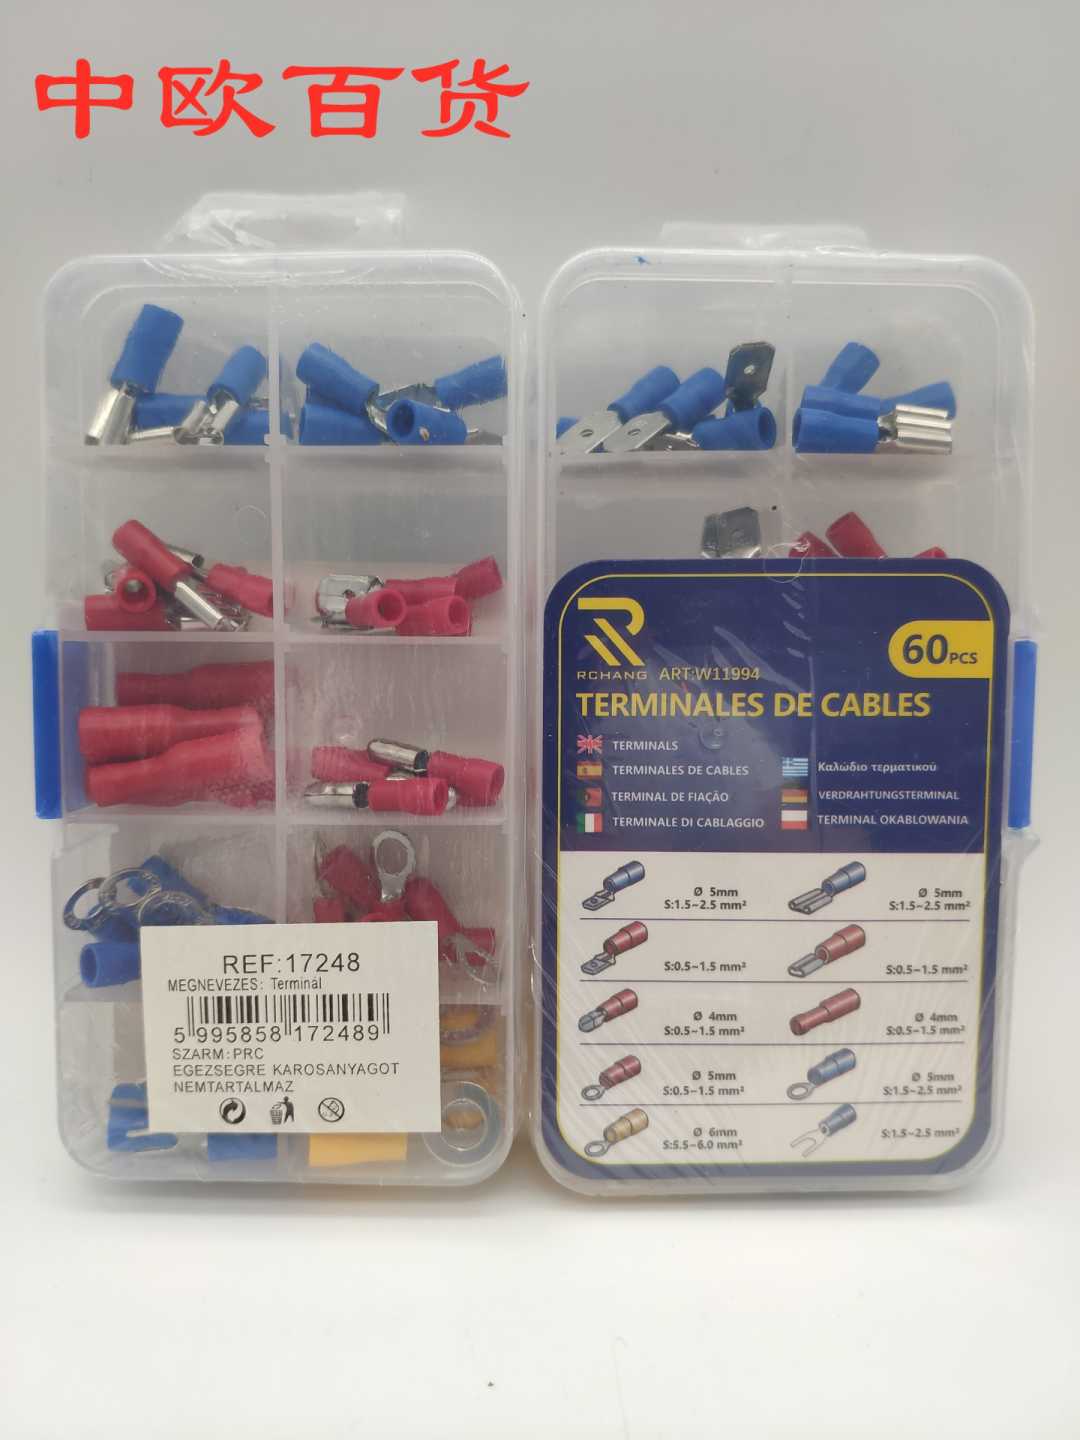 中欧百货
RCHANG ART:W11994
60PCS
TERMINALES DE CABLES
TERMINALS
TERMINALES DE CABLES
TERMINAL DE FIAÇÃO
TERMINALE DI CABLAGGIO
Καλώδιο τερματικού
VERDRAHTUNGSTERMINAL
TERMINAL OKABLOWANIA
Ø 5mm
S:1.5~2.5 mm²
Ø 5mm
S:1.5~2.5 mm²
S:0.5~1.5 mm²
S:0.5~1.5 mm²
Ø 4mm
S:0.5~1.5 mm²
Ø 4mm
S:0.5~1.5 mm²
Ø 5mm
S:0.5~1.5 mm²
Ø 5mm
S:1.5~2.5 mm²
Ø 6mm
S:5.5~6.0 mm²
S:1.5~2.5 mm²
REF:17248
MEGNEVEZES: Terminál
5 995858 172489
SZARM:PRC
EGEZSEGRE KAROSANYAGOT
NEMTARTALMAZ